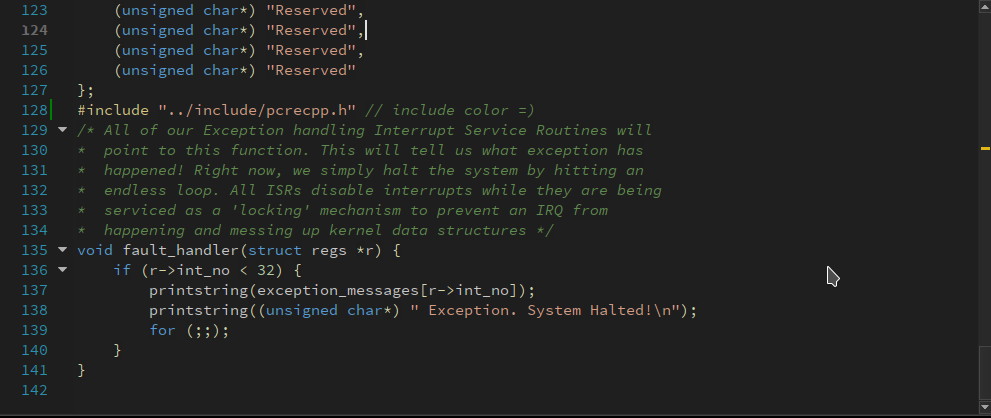 123 (unsigned char*) "Reserved",
124 (unsigned char*) "Reserved",
125 (unsigned char*) "Reserved",
126 (unsigned char*) "Reserved"
127 };
128 #include "../include/pcrecpp.h" // include color =)
129 /* All of our Exception handling Interrupt Service Routines will
130 * point to this function. This will tell us what exception has
131 * happened! Right now, we simply halt the system by hitting an
132 * endless loop. All ISRs disable interrupts while they are being
133 * serviced as a 'locking' mechanism to prevent an IRQ from
134 * happening and messing up kernel data structures */
135 void fault_handler(struct regs *r) {
136 if (r->int_no < 32) {
137 printstring(exception_messages[r->int_no]);
138 printstring((unsigned char*) " Exception. System Halted!\n");
139 for (;;);
140 }
141 }
142